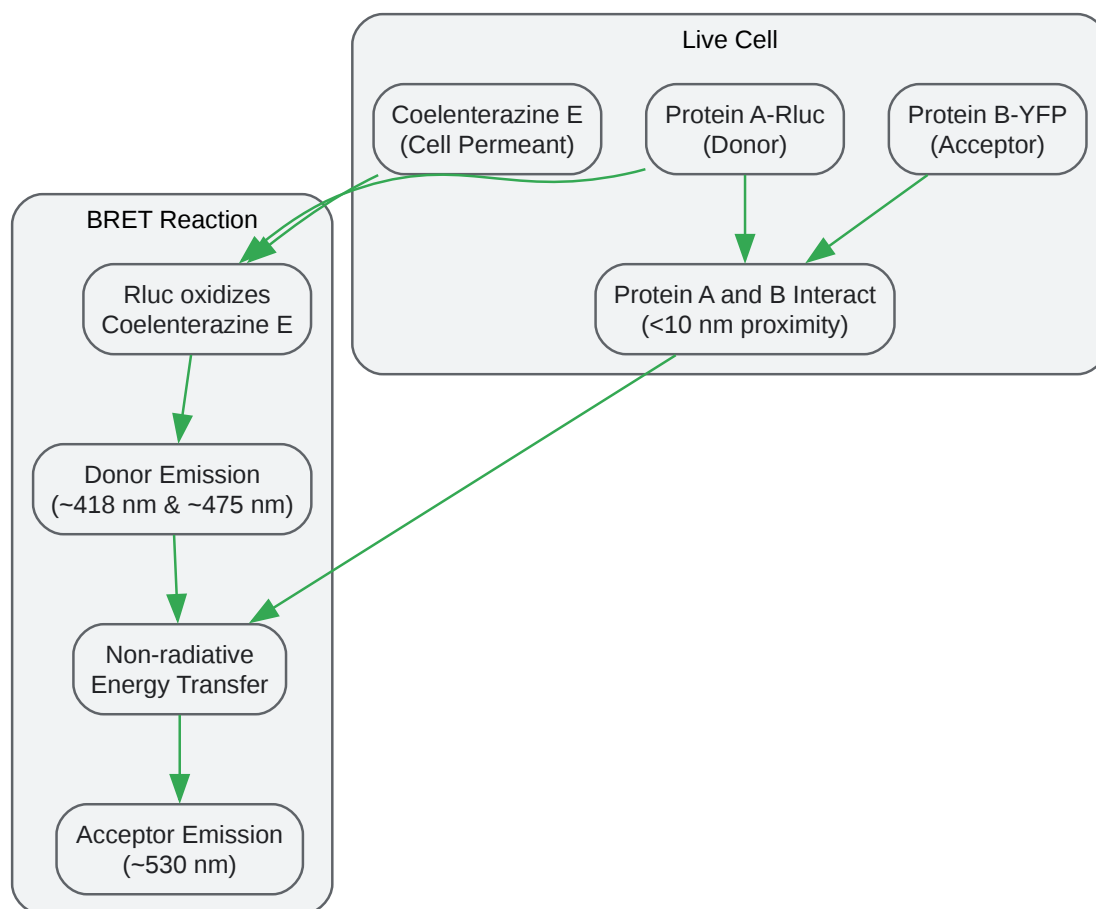 Live Cell
Coelenterazine E
(Cell Permeant)
Protein A-Rluc
(Donor)
Protein B-YFP
(Acceptor)
Protein A and B Interact
(<10 nm proximity)
BRET Reaction
Rluc oxidizes
Coelenterazine E
Donor Emission
(~418 nm & ~475 nm)
Non-radiative
Energy Transfer
Acceptor Emission
(~530 nm)